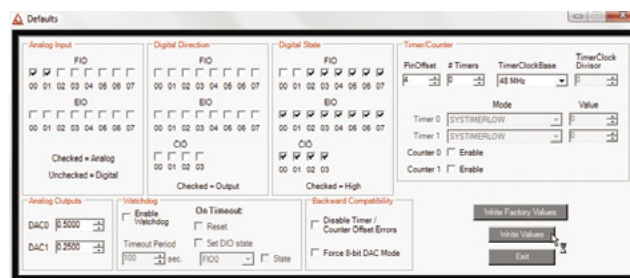 Defaults
Analog Input
FIO
00 01 02 03 04 05 06 07
EIO
00 01 02 03 04 05 06 07
Checked = Analog
Unchecked = Digital
Digital Direction
FIO
00 01 02 03 04 05 06 07
EIO
00 01 02 03 04 05 06 07
CIO
00 01 02 03
Checked = Output
Digital State
FIO
00 01 02 03 04 05 06 07
EIO
00 01 02 03 04 05 06 07
CIO
00 01 02 03
Checked = High
Timer/Counter
PinOffset # Timers TimerClockBase TimerClock Divisor
4 0 48 MHz 0
Mode Value
Timer 0 SYSTIMERLOW 0
Timer 1 SYSTIMERLOW 0
Counter 0 Enable
Counter 1 Enable
Analog Outputs
DAC0 0.5000
DAC1 0.2500
Watchdog
Enable Watchdog
On Timeout:
Reset
Timeout Period
Set DIO state
100 sec. FIO0 State
Backward Compatibility
Disable Timer /
Counter Offset Errors
Force 8-bit DAC Mode
Write Factory Values
Write Values
Exit